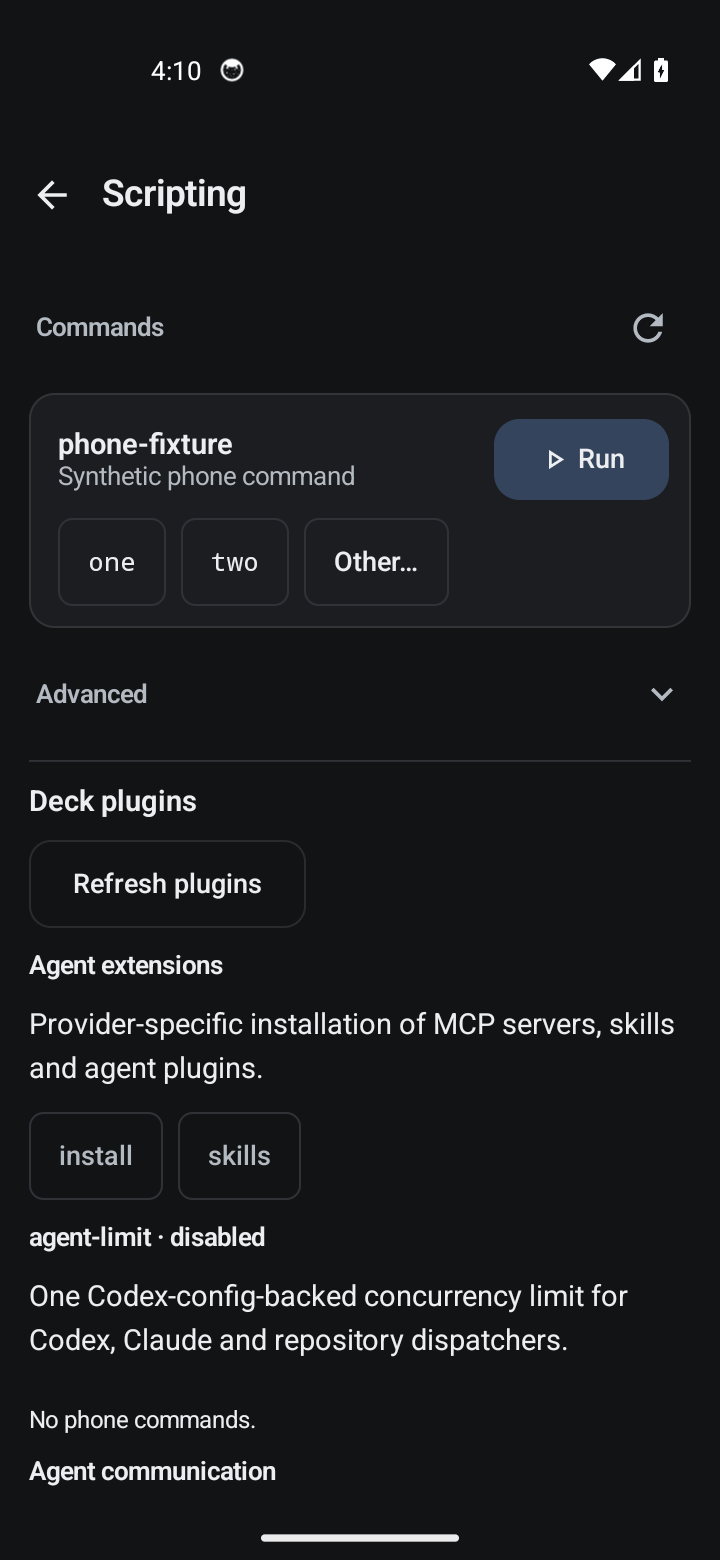 4:10
Scripting
Commands
phone-fixture
Synthetic phone command
Run
one
two
Other...
Advanced
Deck plugins
Refresh plugins
Agent extensions
Provider-specific installation of MCP servers, skills
and agent plugins.
install
skills
agent-limit · disabled
One Codex-config-backed concurrency limit for
Codex, Claude and repository dispatchers.
No phone commands.
Agent communication